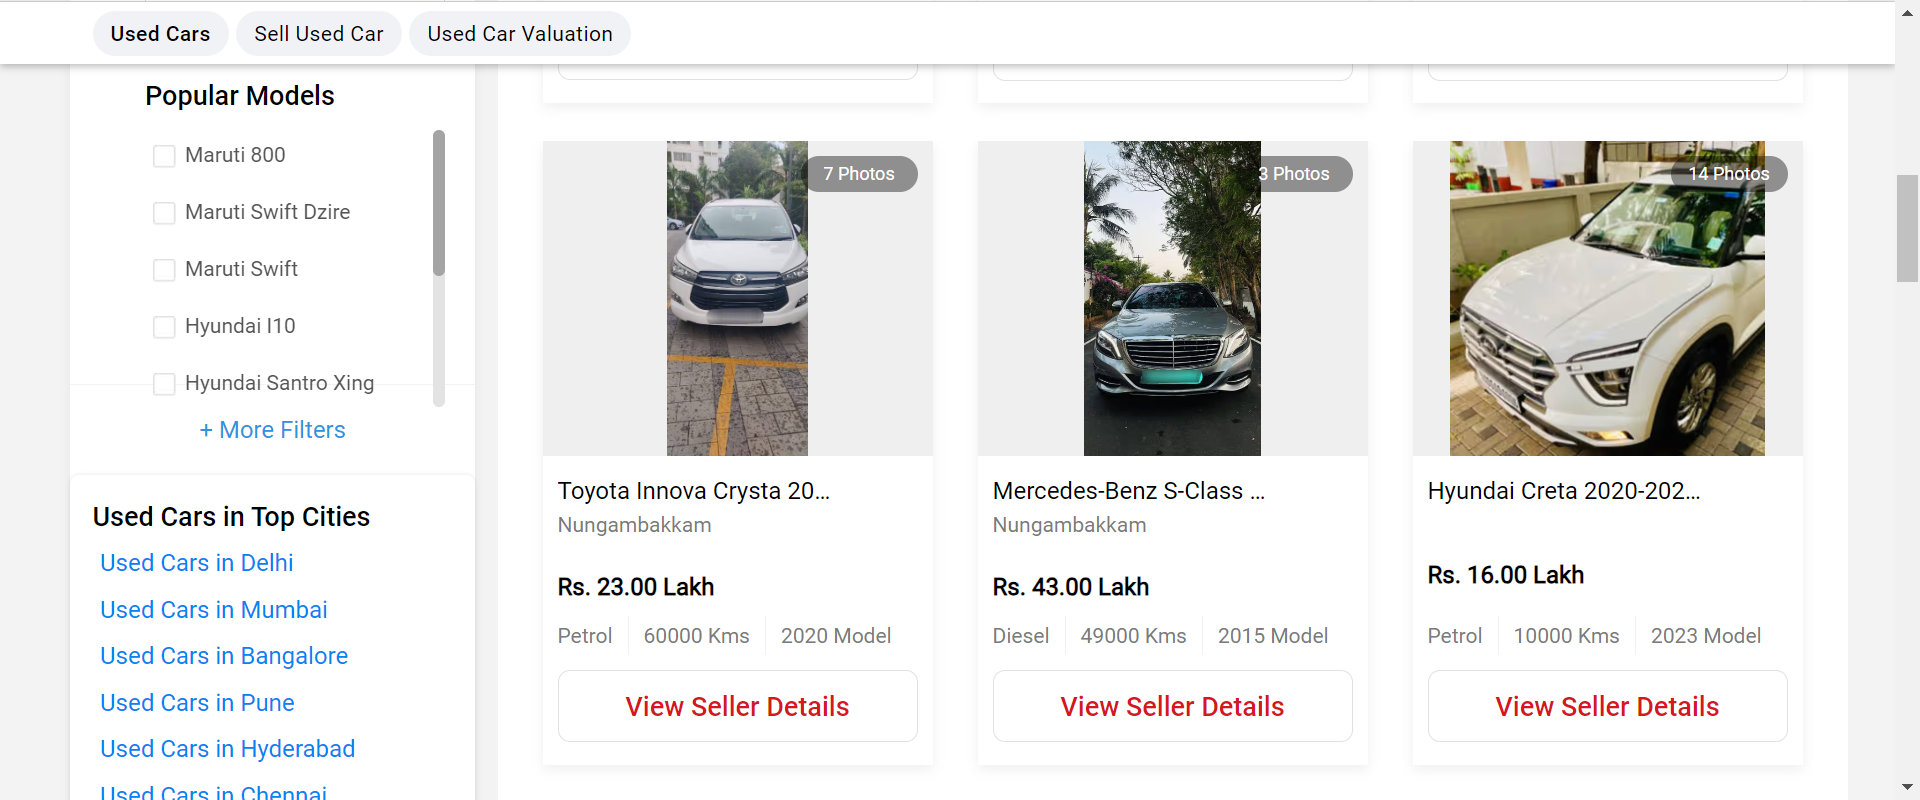 Used Cars
Sell Used Car
Used Car Valuation
Popular Models
Maruti 800
Maruti Swift Dzire
Maruti Swift
Hyundai I10
Hyundai Santro Xing
+ More Filters
Used Cars in Top Cities
Used Cars in Delhi
Used Cars in Mumbai
Used Cars in Bangalore
Used Cars in Pune
Used Cars in Hyderabad
Used Cars in Chennai
7 Photos
Toyota Innova Crysta 20...
Nungambakkam
Rs. 23.00 Lakh
Petrol 60000 Kms 2020 Model
View Seller Details
3 Photos
Mercedes-Benz S-Class ...
Nungambakkam
Rs. 43.00 Lakh
Diesel 49000 Kms 2015 Model
View Seller Details
14 Photos
Hyundai Creta 2020-202...
Rs. 16.00 Lakh
Petrol 10000 Kms 2023 Model
View Seller Details